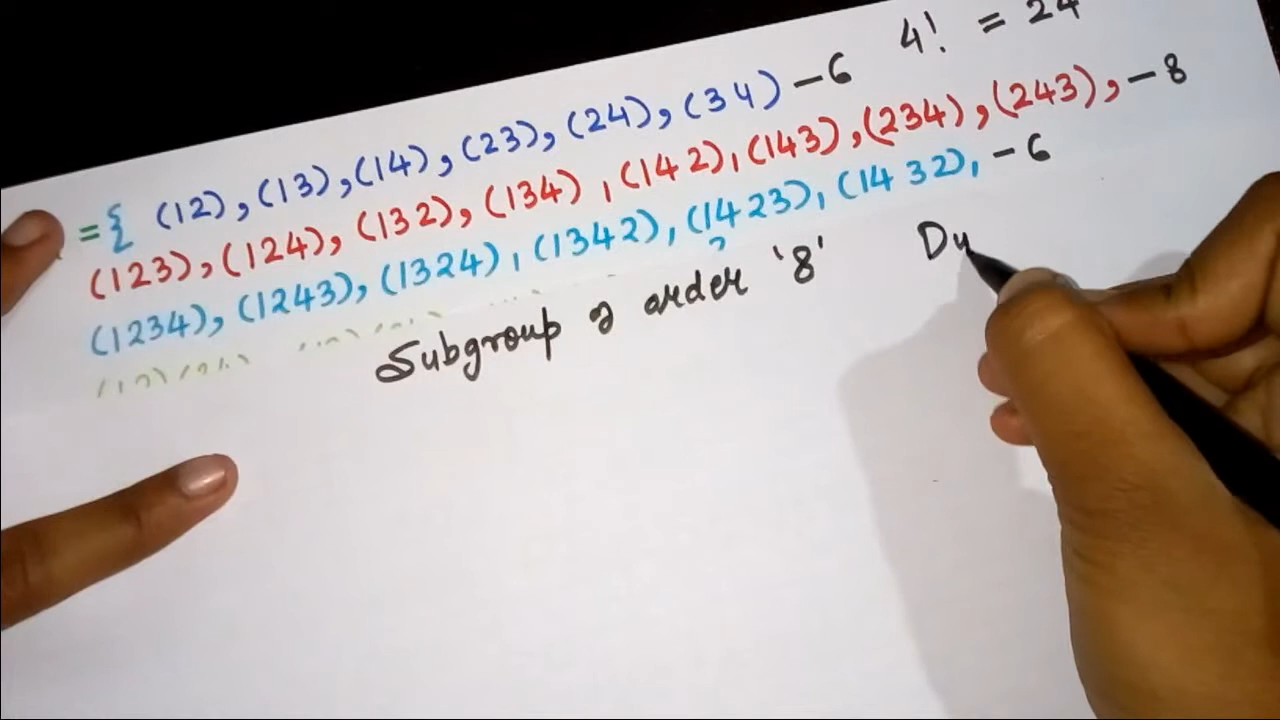 4! = 24
={ (12), (13), (14), (23), (24), (34) -6
(123), (124), (132), (134), (142), (143), (234), (243), -8
(1234), (1243), (1324), (1342), (1423), (1432), -6
Subgroup of order '8'